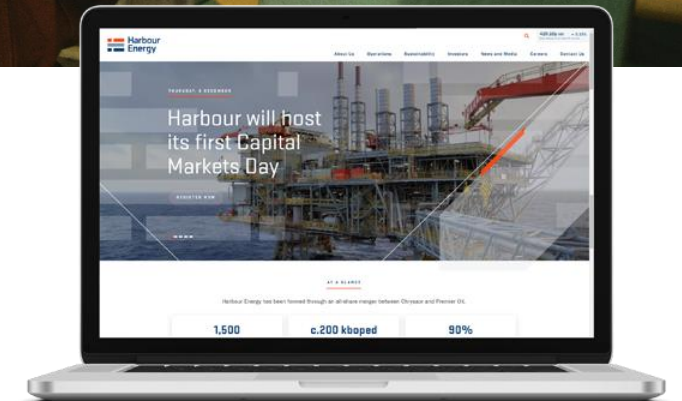 Harbour
Energy
About Us Operations Sustainability Investors News and Media Careers Contact Us
THURSDAY, 9 DECEMBER
Harbour will host
its first Capital
Markets Day
REGISTER NOW
AT A GLANCE
Harbour Energy has been formed through an all-share merger between Chrysaor and Premier Oil.
1,500 c.200 kboped 90%